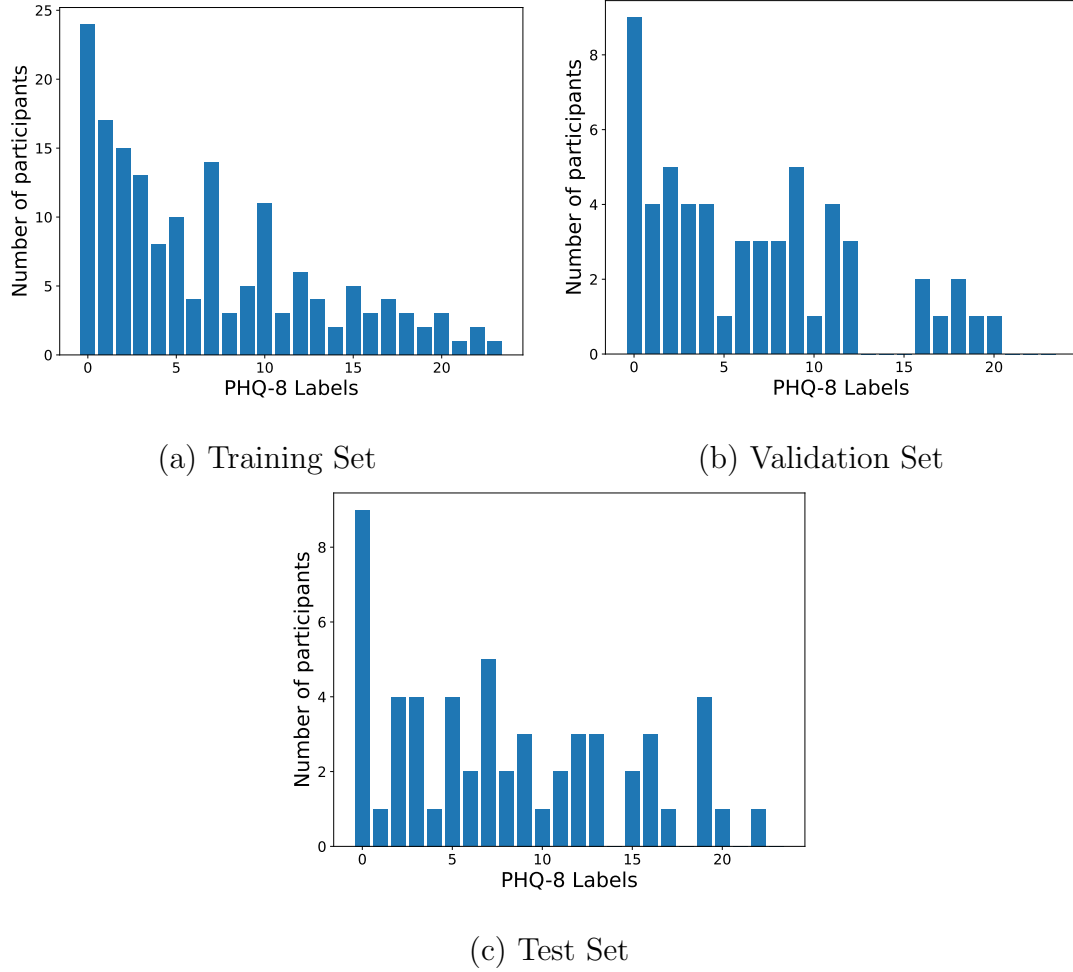 25
20
15
10
5
0
Number of participants
0 5 10 15 20
PHQ-8 Labels
(a) Training Set
8
6
4
2
0
Number of participants
0 5 10 15 20
PHQ-8 Labels
(b) Validation Set
8
6
4
2
0
Number of participants
0 5 10 15 20
PHQ-8 Labels
(c) Test Set